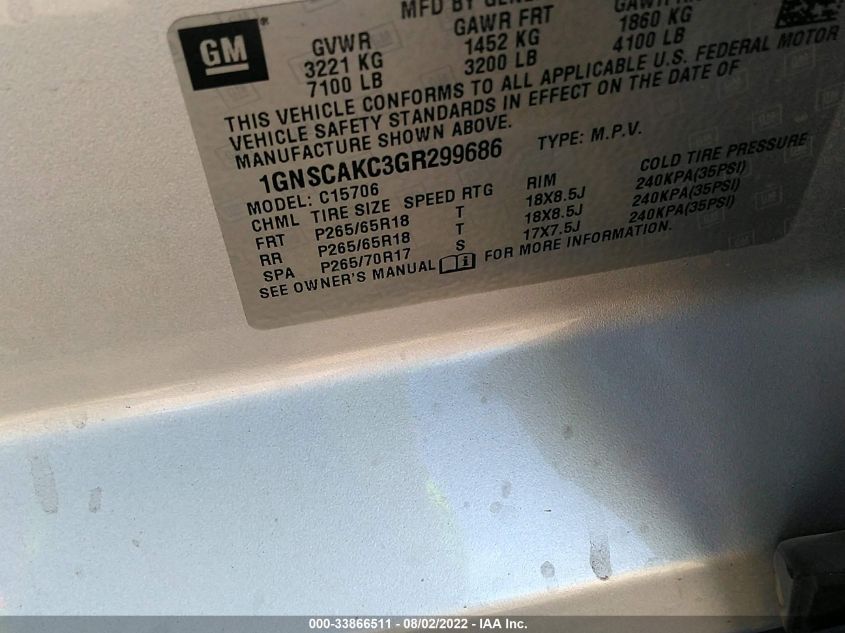 MFD BY
GM
GVWR GAWR FRT
3221 KG 1452 KG 1860 KG
7100 LB 3200 LB 4100 LB
THIS VEHICLE CONFORMS TO ALL APPLICABLE U.S. FEDERAL MOTOR
VEHICLE SAFETY STANDARDS IN EFFECT ON THE DATE OF
MANUFACTURE SHOWN ABOVE.
1GNSCAKC3GR299686 TYPE: M.P.V.
MODEL: C15706
CHML TIRE SIZE SPEED RTG RIM COLD TIRE PRESSURE
FRT P265/65R18 T 18X8.5J 240KPA(35PSI)
RR P265/65R18 T 18X8.5J 240KPA(35PSI)
SPA P265/70R17 S 17X7.5J 240KPA(35PSI)
SEE OWNER'S MANUAL FOR MORE INFORMATION.
000-33866511 - 08/02/2022 - IAA Inc.